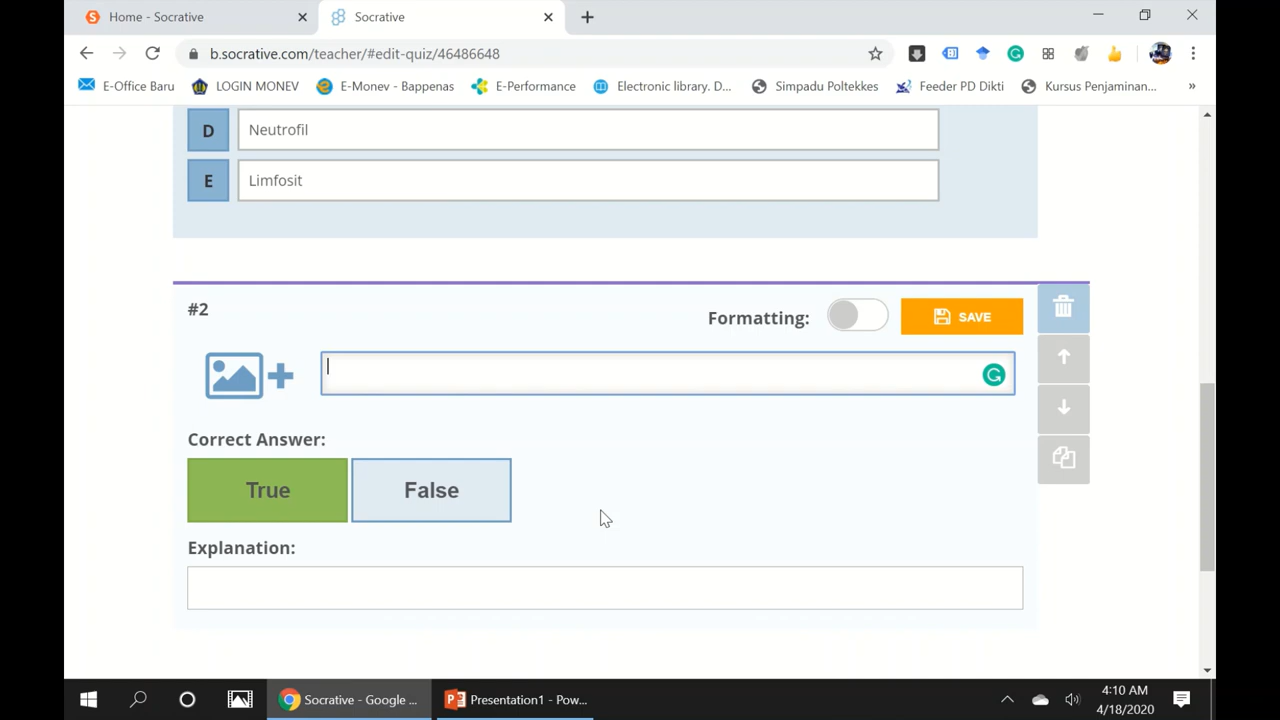 Home - Socrative
Socrative
b.socrative.com/teacher/#edit-quiz/46486648
E-Office Baru LOGIN MONEV E-Money - Bappenas E-Performance Electronic library. D... Simpadu Poltekkes Feeder PD Dikti Kursus Penjaminan... »
D Neutrofil
E Limfosit
#2
Formatting: SAVE
Correct Answer:
True False
Explanation:
Socrative - Google ... Presentation1 - Pow...
4:10 AM
4/18/2020